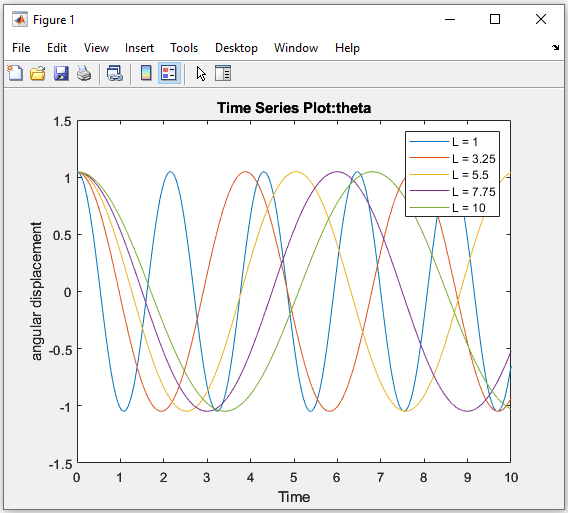 Figure 1
File Edit View Insert Tools Desktop Window Help
Time Series Plot:theta
1.5
1
0.5
0
-0.5
-1
-1.5
angular displacement
L = 1
L = 3.25
L = 5.5
L = 7.75
L = 10
0 1 2 3 4 5 6 7 8 9 10
Time